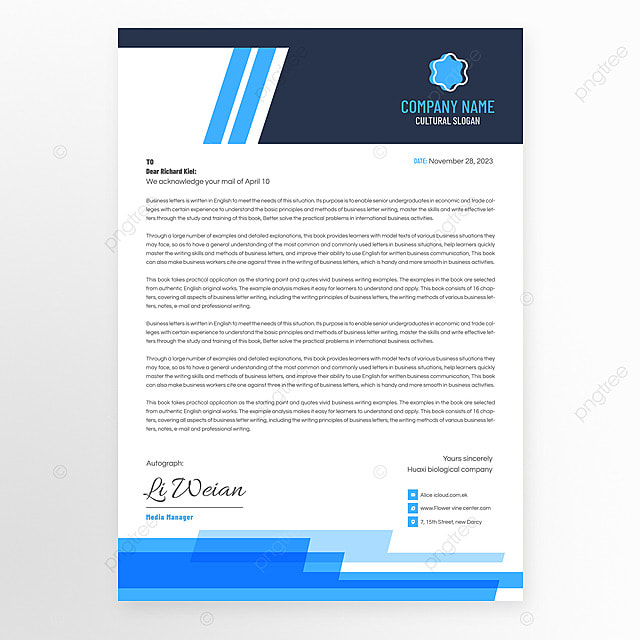 COMPANY NAME
CULTURAL SLOGAN
TO
DATE: November 28, 2023
Dear Richard Kiel:
We acknowledge your mail of April 10
Business letters is written in English to meet the needs of this situation. Its purpose is to enable senior undergraduates in economic and trade col-
leges with certain experience to understand the basic principles and methods of business letter writing, master the skills and write effective let-
ters through the study and training of this book, Better solve the practical problems in international business activities.
Through a large number of examples and detailed explanations, this book provides learners with model texts of various business situations they
may face, so as to have a general understanding of the most common and commonly used letters in business situations, help learners quickly
master the writing skills of business letters, and improve their ability to use English for written business communication, This book
can also make business workers cite one against three in the writing of business letters, which is handy and more smooth in business activities.
This book takes practical application as the starting point and quotes vivid business writing examples. The examples in the book are selected
from authentic English original works. The example analysis makes it easy for learners to understand and apply. This book consists of 16 chap-
ters, covering all aspects of business letter writing, including the writing principles of business letters, the writing methods of various business let-
ters, notes, e-mail and professional writing.
Business letters is written in English to meet the needs of this situation. Its purpose is to enable senior undergraduates in economic and trade col-
leges with certain experience to understand the basic principles and methods of business letter writing, master the skills and write effective let-
ters through the study and training of this book, Better solve the practical problems in international business activities.
Through a large number of examples and detailed explanations, this book provides learners with model texts of various business situations they
may face, so as to have a general understanding of the most common and commonly used letters in business situations, help learners quickly
master the writing skills of business letters, and improve their ability to use English for written business communication, This book
can also make business workers cite one against three in the writing of business letters, which is handy and more smooth in business activities.
This book takes practical application as the starting point and quotes vivid business writing examples. The examples in the book are selected
from authentic English original works. The example analysis makes it easy for learners to understand and apply. This book consists of 16 chap-
ters, covering all aspects of business letter writing, including the writing principles of business letters, the writing methods of various business let-
ters, notes, e-mail and professional writing.
Yours sincerely
Huaxi biological company
Autograph:
Li Weian
Media Manager
Alice icloud.com.ek
www.Flower vine center.com
7, 15th Street, new Darcy
pngtree